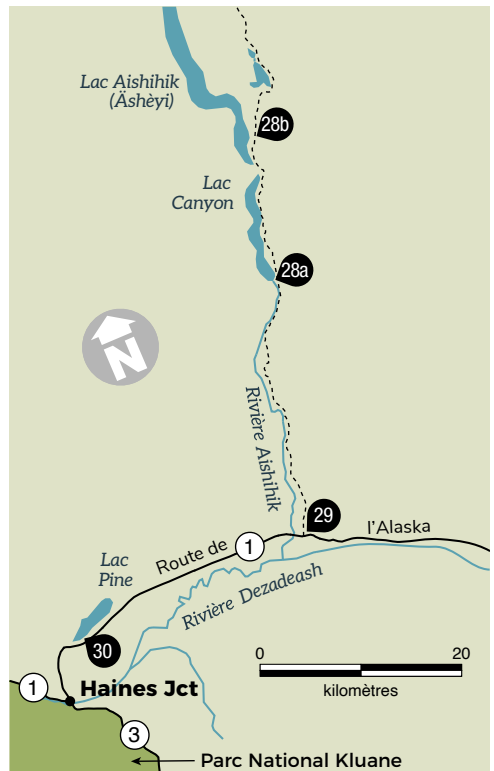 Lac Aishihik
(Äshèyi)
28b
Lac
Canyon
28a
N
Rivière Aishihik
29
Route de
1
l'Alaska
Lac
Pine
Rivière Dezadeash
30
0
20
kilomètres
1
Haines Jct
3
Parc National Kluane